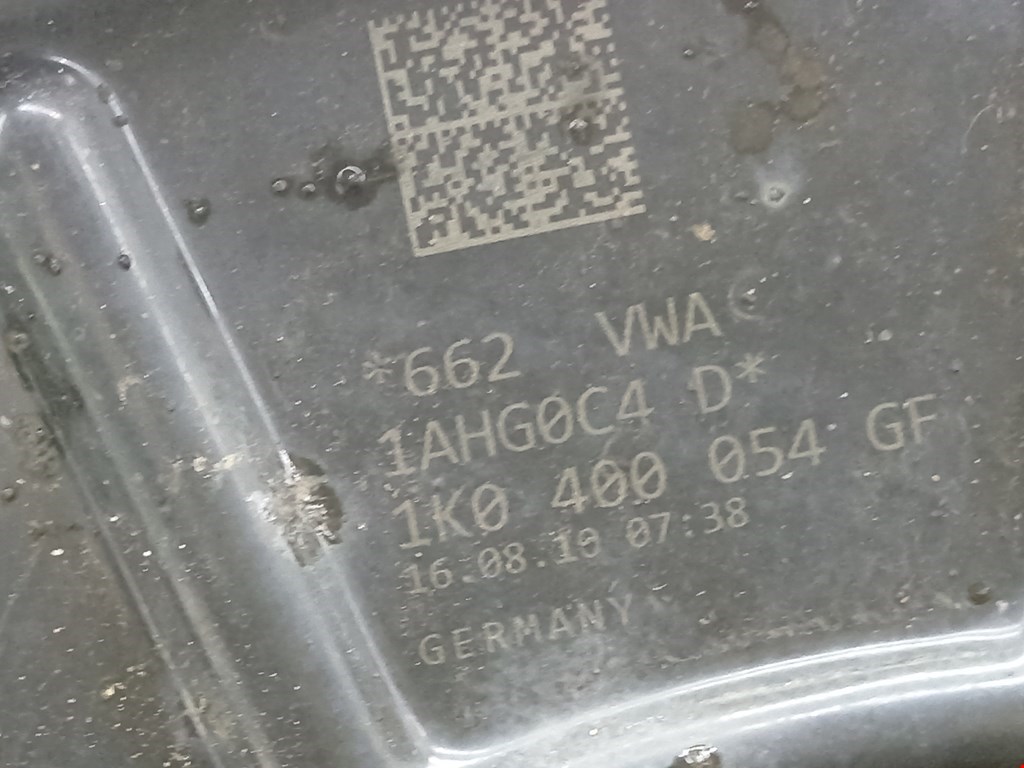 *662 VWA
1AHG0C4 D*
1K0 400 054 GF
16.08.10 07:38
GERMANY